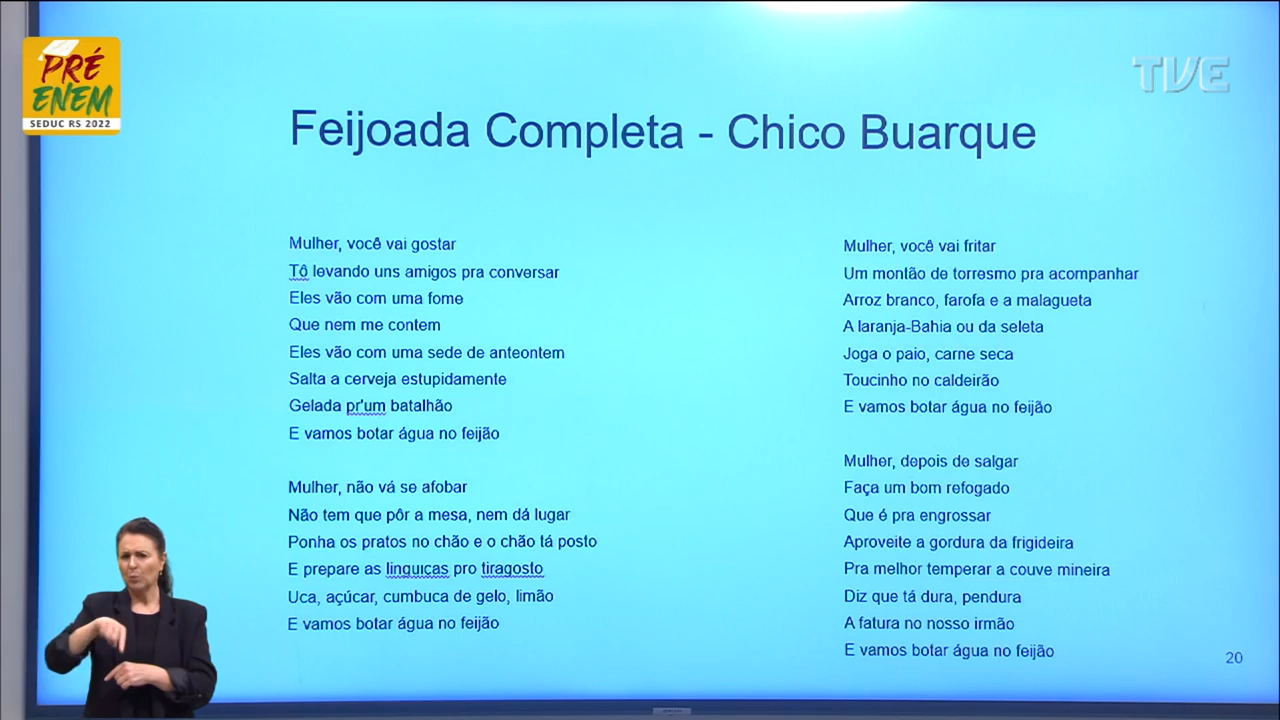 PRÉ
ENEM
SEDUC RS 2022
TVE
Feijoada Completa - Chico Buarque
Mulher, você vai gostar
Tô levando uns amigos pra conversar
Eles vão com uma fome
Que nem me contem
Eles vão com uma sede de anteontem
Salta a cerveja estupidamente
Gelada pr'um batalhão
E vamos botar água no feijão
Mulher, não vá se afobar
Não tem que pôr a mesa, nem dá lugar
Ponha os pratos no chão e o chão tá posto
E prepare as linguiças pro tiragosto
Uca, açúcar, cumbuca de gelo, limão
E vamos botar água no feijão
Mulher, você vai fritar
Um montão de torresmo pra acompanhar
Arroz branco, farofa e a malagueta
A laranja-Bahia ou da seleta
Joga o paio, carne seca
Toucinho no caldeirão
E vamos botar água no feijão
Mulher, depois de salgar
Faça um bom refogado
Que é pra engrossar
Aproveite a gordura da frigideira
Pra melhor temperar a couve mineira
Diz que tá dura, pendura
A fatura no nosso irmão
E vamos botar água no feijão
20